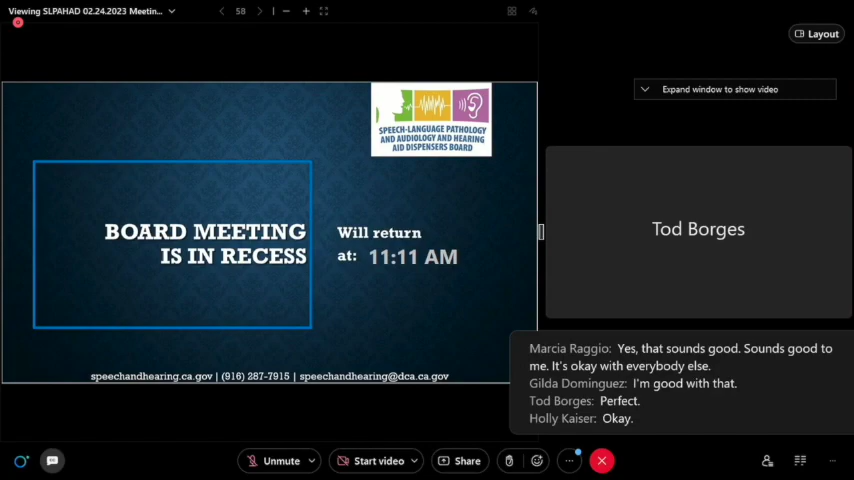 Viewing SLPAHAD 02.24.2023 Meetin...
58
Layout
Expand window to show video
SPEECH-LANGUAGE PATHOLOGY
AND AUDIOLOGY AND HEARING
AID DISPENSERS BOARD
BOARD MEETING
IS IN RECESS
Will return
at: 11:11 AM
Tod Borges
speechandhearing.ca.gov | (916) 287-7915 | speechandhearing@dca.ca.gov
Marcia Raggio: Yes, that sounds good. Sounds good to
me. It's okay with everybody else.
Gilda Dominguez: I'm good with that.
Tod Borges: Perfect.
Holly Kaiser: Okay.
Unmute
Start video
Share